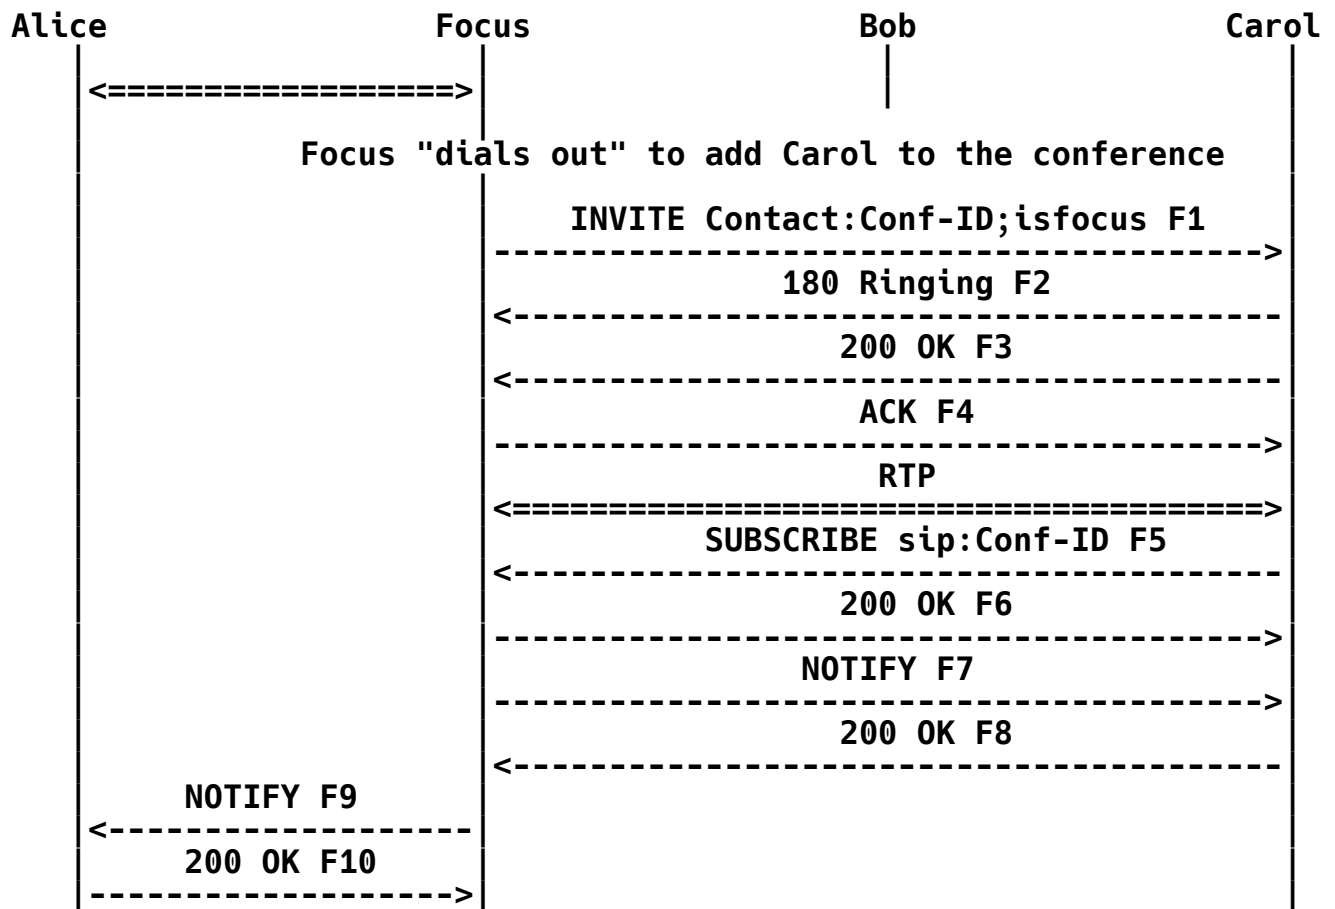 Alice Focus Bob Carol
<==================>
Focus "dials out" to add Carol to the conference
INVITE Contact:Conf-ID;isfocus F1
---------------------------------------->
180 Ringing F2
<----------------------------------------
200 OK F3
<----------------------------------------
ACK F4
---------------------------------------->
RTP
<=======================================>
SUBSCRIBE sip:Conf-ID F5
<----------------------------------------
200 OK F6
---------------------------------------->
NOTIFY F7
---------------------------------------->
200 OK F8
<----------------------------------------
NOTIFY F9
<-------------------
200 OK F10
------------------->